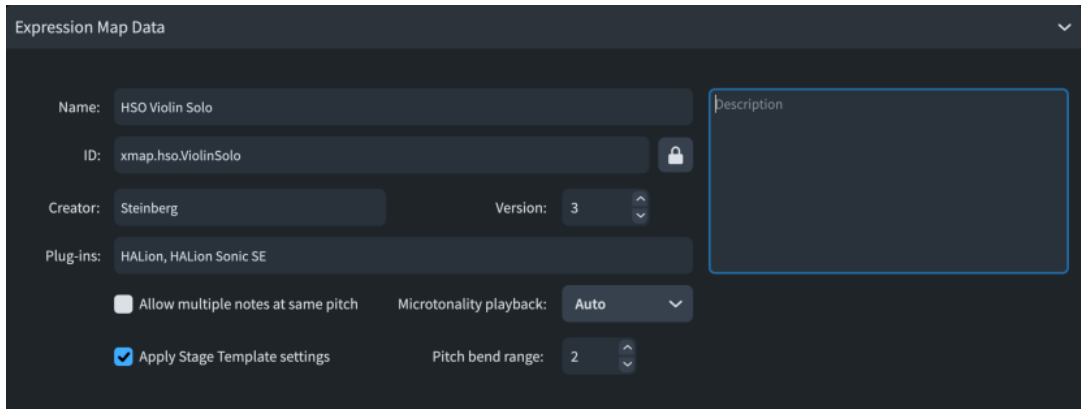 Expression Map Data
Name: HSO Violin Solo
Description
ID: xmap.hso.ViolinSolo
Creator: Steinberg Version: 3
Plug-ins: HALion, HALion Sonic SE
Allow multiple notes at same pitch Microtonality playback: Auto
Apply Stage Template settings Pitch bend range: 2